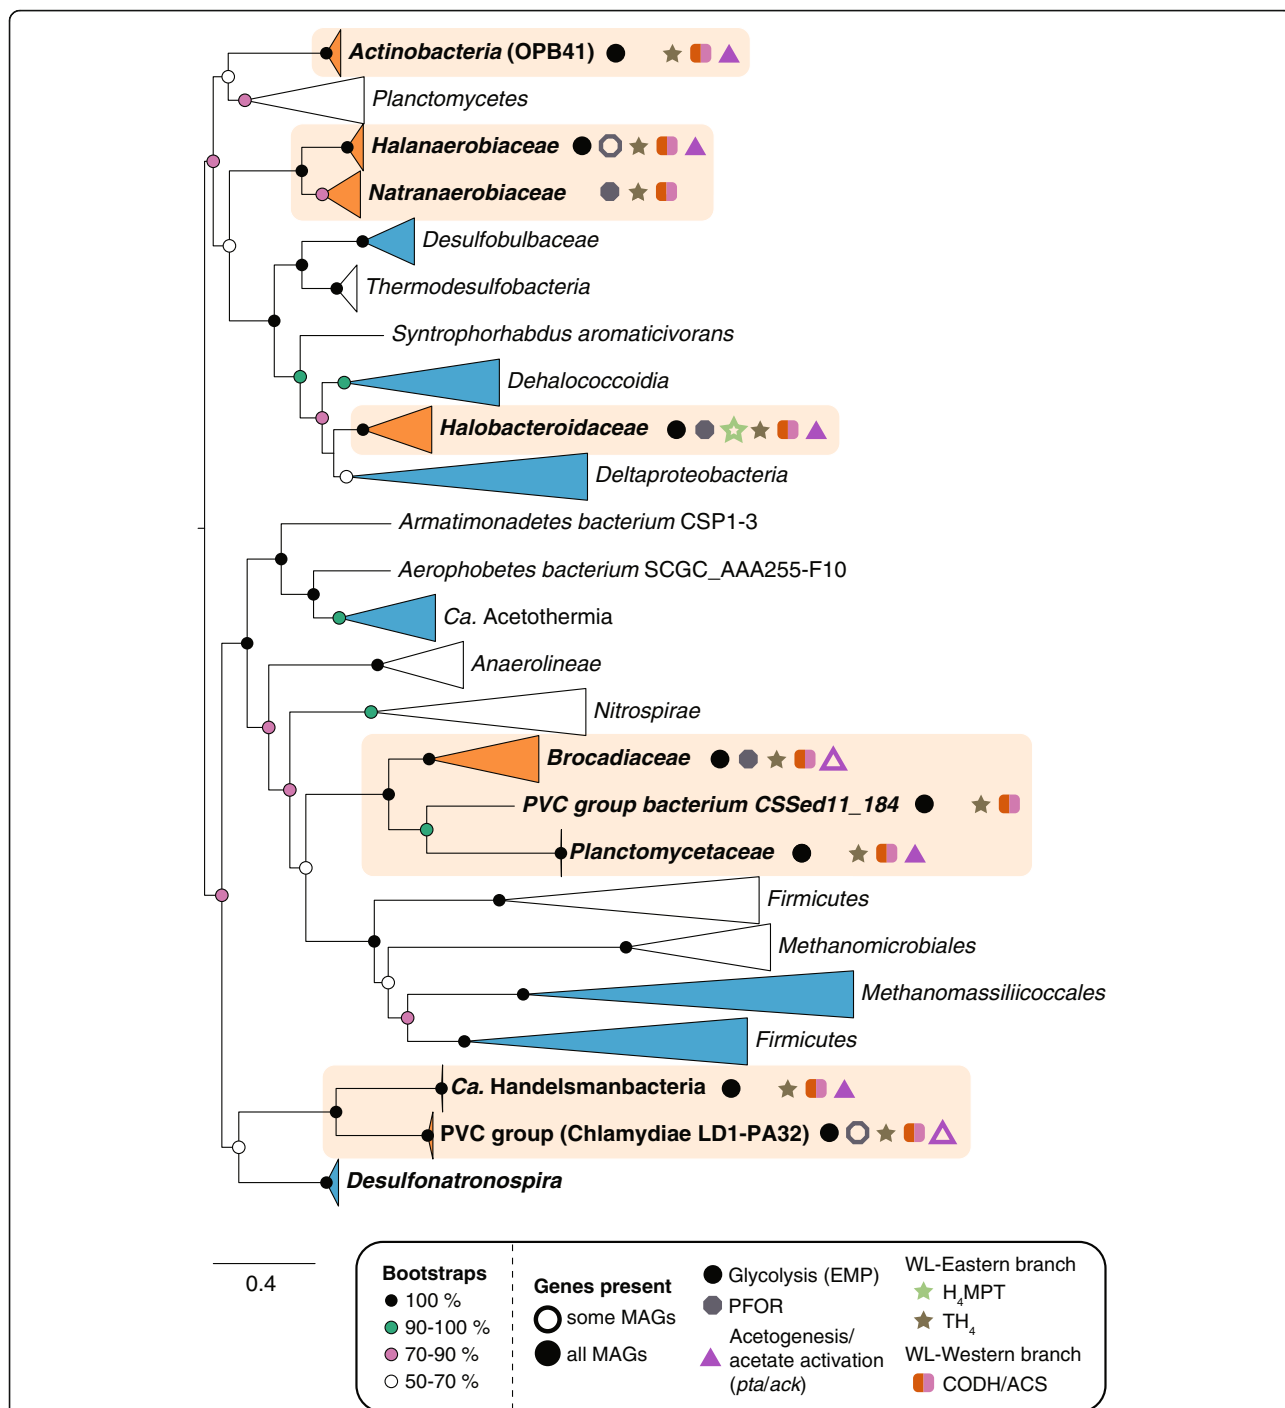 Actinobacteria (OPB41)
Planctomycetes
Halanaerobiaceae
Natranaerobiaceae
Desulfobulbaceae
Thermodesulfobacteria
Syntrophorhabdus aromaticivorans
Dehalococcoidia
Halobacteroidaceae
Deltaproteobacteria
Armatimonadetes bacterium CSP1-3
Aerophobetes bacterium SCGC_AAA255-F10
Ca. Acetothermia
Anaerolineae
Nitrospirae
Brocadiaceae
PVC group bacterium CSSed11_184
Planctomycetaceae
Firmicutes
Methanomicrobiales
Methanomassiliicoccales
Firmicutes
Ca. Handelsmanbacteria
PVC group (Chlamydiae LD1-PA32)
Desulfonatronospira
0.4
Bootstraps
100 %
90-100 %
70-90 %
50-70 %
Genes present
some MAGs
all MAGs
Glycolysis (EMP)
PFOR
Acetogenesis/
acetate activation
(pta/ack)
WL-Eastern branch
H4MPT
TH4
WL-Western branch
CODH/ACS